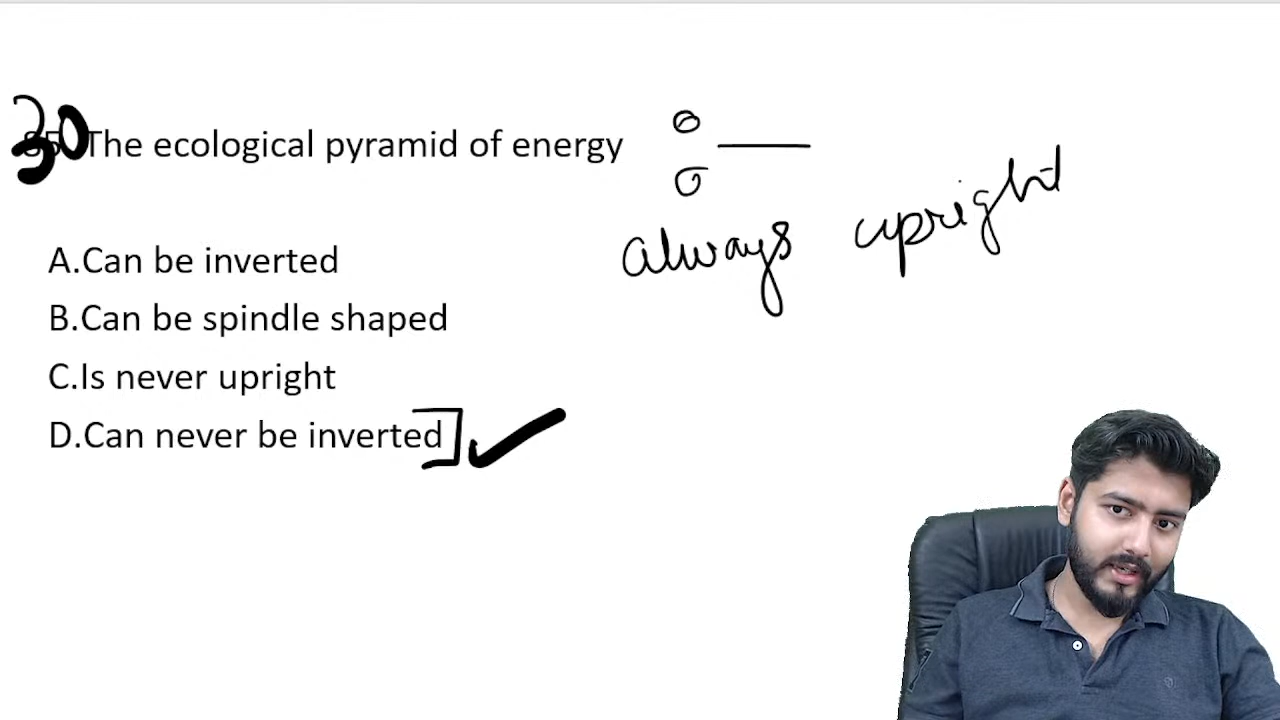 30 The ecological pyramid of energy
always upright
A.Can be inverted
B.Can be spindle shaped
C.Is never upright
D.Can never be inverted